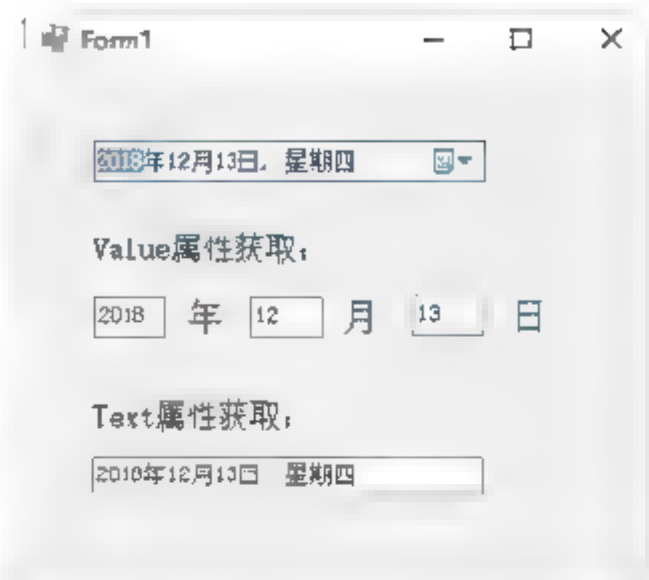 Form1
2018年12月13日, 星期四
Value属性获取:
2018 年 12 月 13 日
Text属性获取:
2018年12月13日 星期四